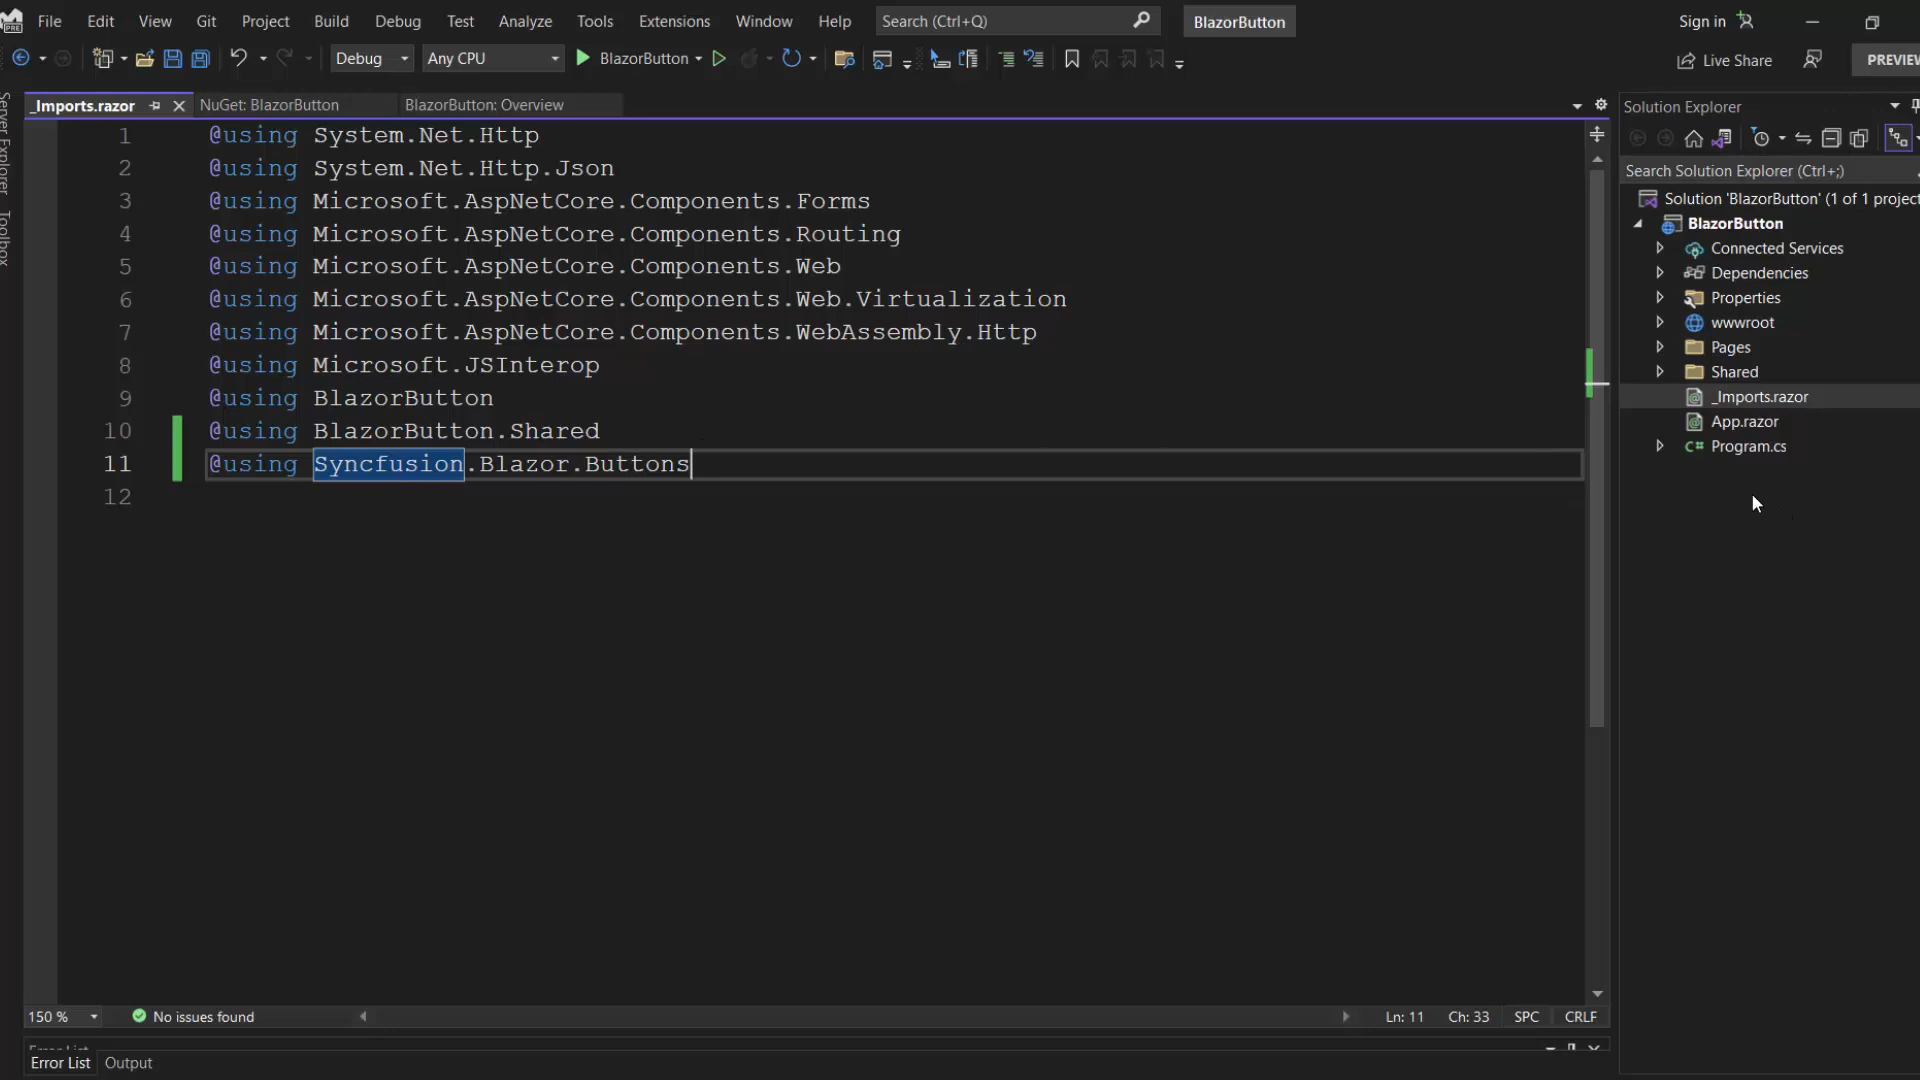 File Edit View Git Project Build Debug Test Analyze Tools Extensions Window Help Search (Ctrl+Q) BlazorButton Sign in
PRE
Debug Any CPU BlazorButton Live Share PREVIEW
_Imports.razor NuGet: BlazorButton BlazorButton: Overview
Server Explorer
Toolbox
1 @using System.Net.Http
2 @using System.Net.Http.Json
3 @using Microsoft.AspNetCore.Components.Forms
4 @using Microsoft.AspNetCore.Components.Routing
5 @using Microsoft.AspNetCore.Components.Web
6 @using Microsoft.AspNetCore.Components.Web.Virtualization
7 @using Microsoft.AspNetCore.Components.WebAssembly.Http
8 @using Microsoft.JSInterop
9 @using BlazorButton
10 @using BlazorButton.Shared
11 @using Syncfusion.Blazor.Buttons
12
Solution Explorer
Search Solution Explorer (Ctrl+;)
Solution 'BlazorButton' (1 of 1 project
BlazorButton
Connected Services
Dependencies
Properties
wwwroot
Pages
Shared
_Imports.razor
App.razor
C# Program.cs
150 % No issues found Ln: 11 Ch: 33 SPC CRLF
Error List
Error List Output